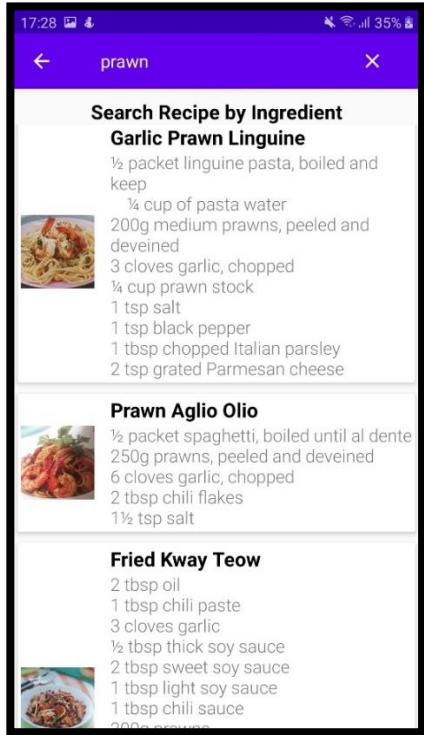 17:28 35%
prawn
Search Recipe by Ingredient
Garlic Prawn Linguine
½ packet linguine pasta, boiled and
keep
¼ cup of pasta water
200g medium prawns, peeled and
deveined
3 cloves garlic, chopped
¼ cup prawn stock
1 tsp salt
1 tsp black pepper
1 tbsp chopped Italian parsley
2 tsp grated Parmesan cheese
Prawn Aglio Olio
½ packet spaghetti, boiled until al dente
250g prawns, peeled and deveined
6 cloves garlic, chopped
2 tbsp chili flakes
1½ tsp salt
Fried Kway Teow
2 tbsp oil
1 tbsp chili paste
3 cloves garlic
½ tbsp thick soy sauce
2 tbsp sweet soy sauce
1 tbsp light soy sauce
1 tbsp chili sauce
200g prawns